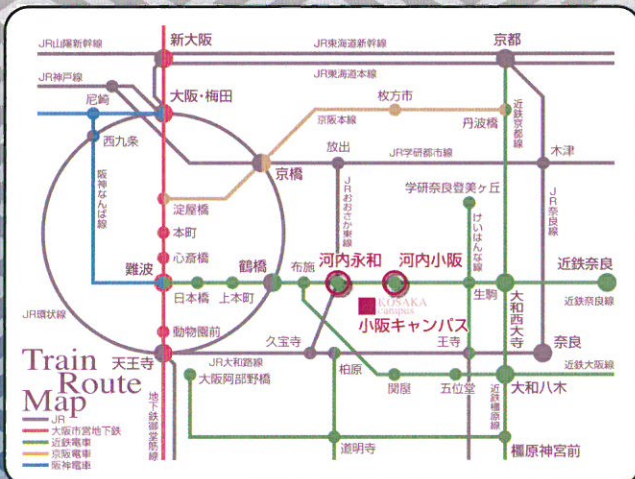 新大阪
京都
JR山陽新幹線
JR東海道新幹線
JR東海道本線
JR神戸線
尼崎
大阪・梅田
枚方市
京阪本線
丹波橋
近鉄京都線
西九条
京橋
放出
JR学研都市線
木津
阪神なんば線
淀屋橋
JRおおさか東線
学研奈良登美ヶ丘
けいはんな線
JR奈良線
本町
心斎橋
難波
鶴橋
布施
河内永和
河内小阪
近鉄奈良
日本橋
上本町
生駒
大和西大寺
近鉄奈良線
KOSAKA
campus
小阪キャンパス
JR環状線
動物園前
天王寺
久宝寺
王寺
奈良
JR大和路線
柏原
大阪阿部野橋
関屋
五位堂
大和八木
近鉄大阪線
近鉄橿原線
地下鉄御堂筋線
道明寺
橿原神宮前
Train
Route
Map
JR
大阪市営地下鉄
近鉄電車
京阪電車
阪神電車